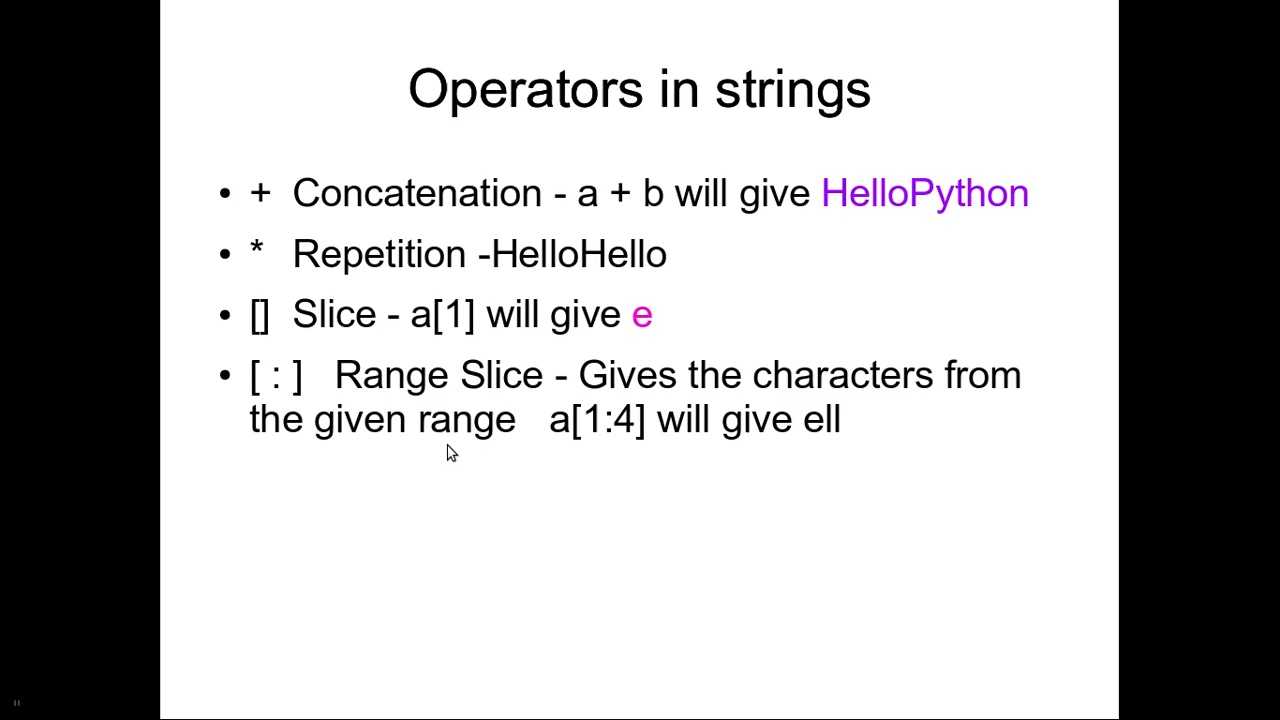 Operators in strings
• + Concatenation - a + b will give HelloPython
• * Repetition -HelloHello
• [] Slice - a[1] will give e
• [ : ] Range Slice - Gives the characters from
the given range a[1:4] will give ell